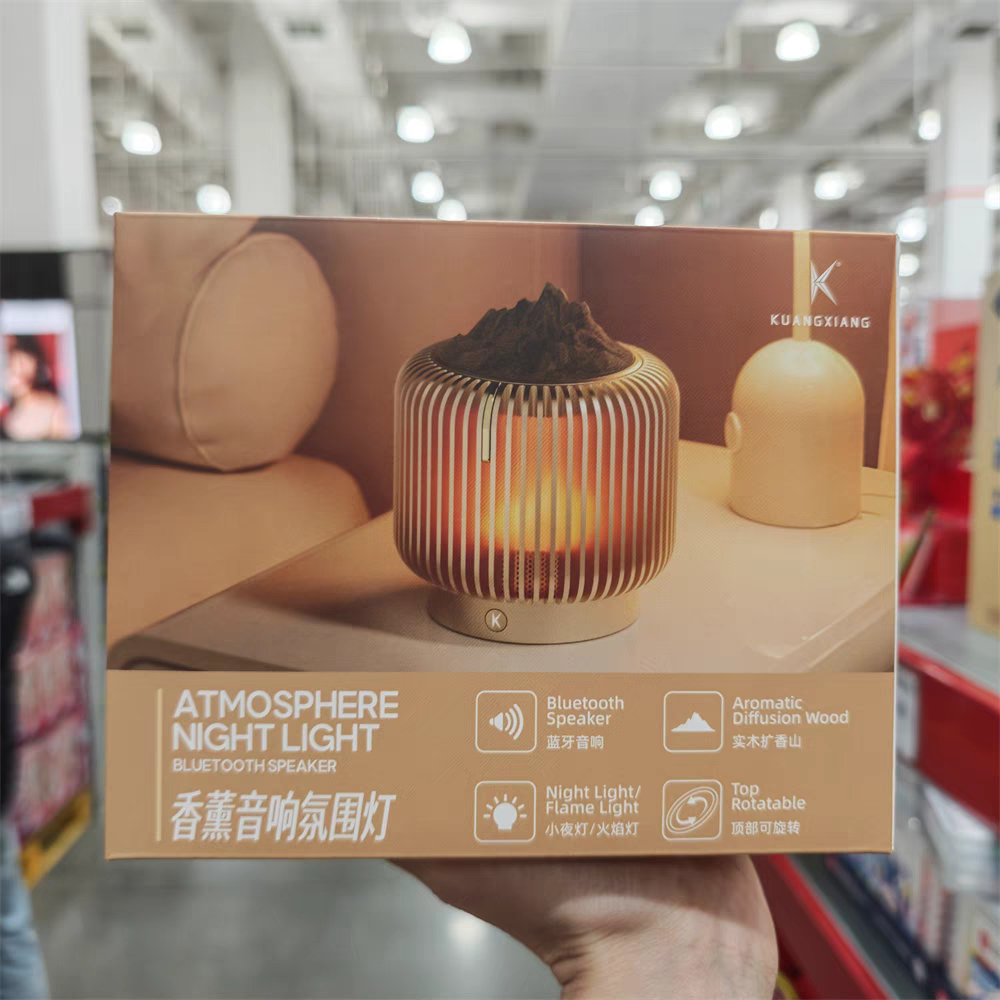 KUANGXIANG
K
ATMOSPHERE
NIGHT LIGHT
BLUETOOTH SPEAKER
香薰音响氛围灯
Bluetooth
Speaker
蓝牙音响
Aromatic
Diffusion Wood
实木扩香山
Night Light/
Flame Light
小夜灯/火焰灯
Top
Rotatable
顶部可旋转